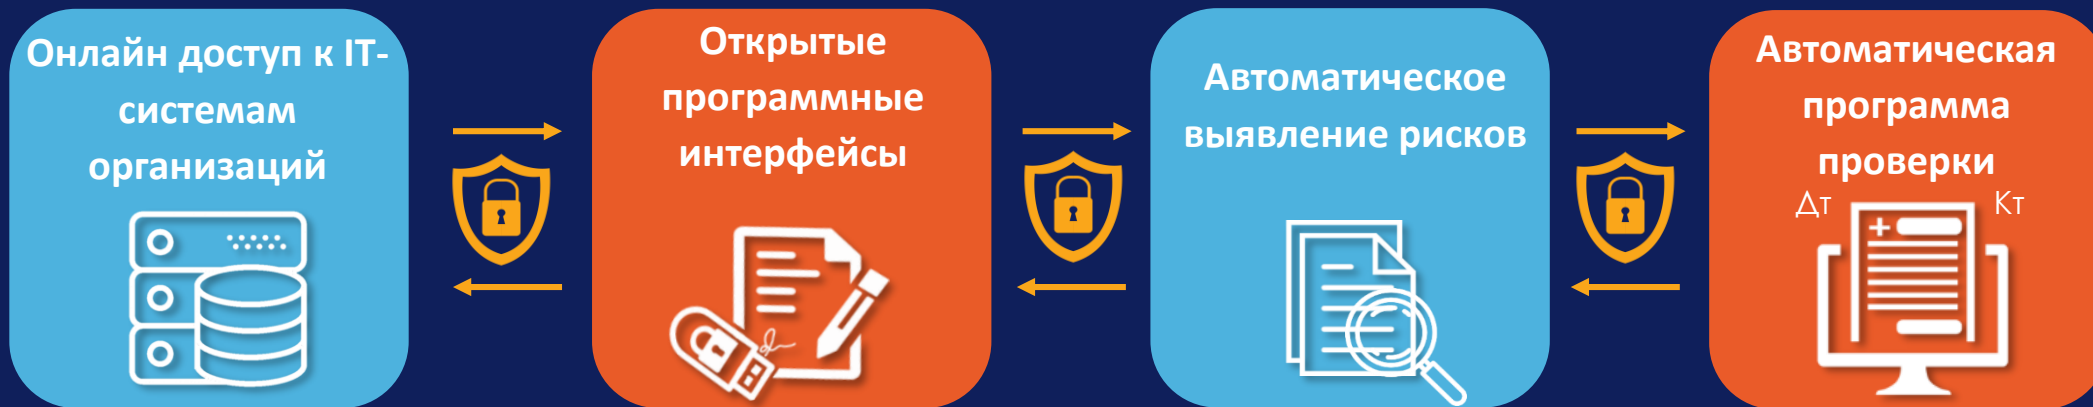 Онлайн доступ к IT-
системам
организаций
Открытые
программные
интерфейсы
Автоматическое
выявление рисков
Автоматическая
программа
проверки
Дт
Кт